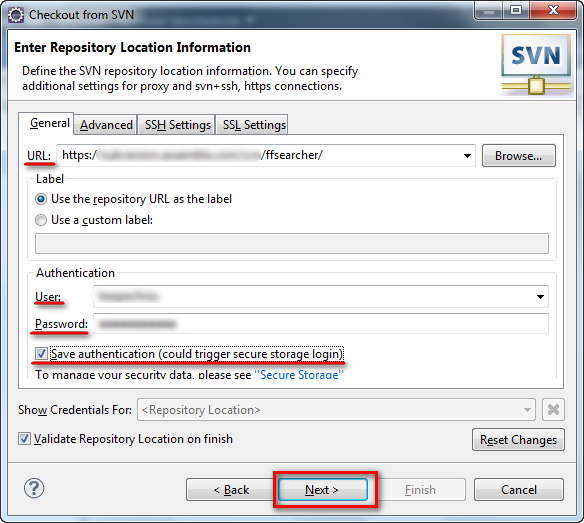 Checkout from SVN
Enter Repository Location Information
Define the SVN repository location information. You can specify
additional settings for proxy and svn+ssh, https connections.
SVN
General Advanced SSH Settings SSL Settings
URL: https:/ /ffsearcher/ Browse...
Label
Use the repository URL as the label
Use a custom label:
Authentication
User:
Password:
Save authentication (could trigger secure storage login)
To manage your security data, please see "Secure Storage"
Show Credentials For: <Repository Location>
Validate Repository Location on finish Reset Changes
? < Back Next > Finish Cancel